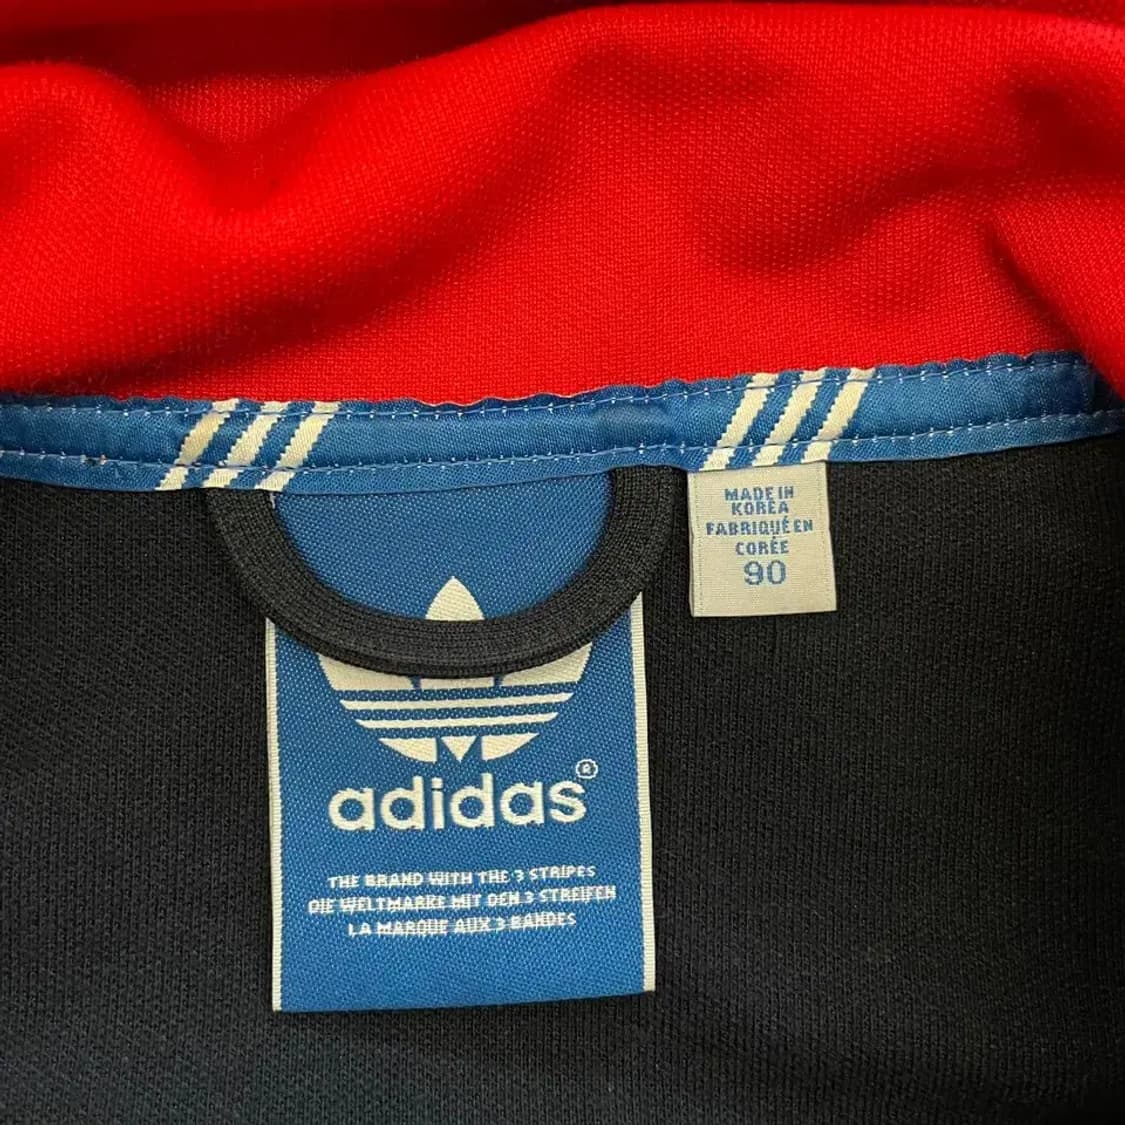 MADE IN
KOREA
FABRIQUÉ EN
CORÉE
90
adidas®
THE BRAND WITH THE 3 STRIPES
DIE WELTMARKE MIT DEN 3 STREIFEN
LA MARQUE AUX 3 BANDES